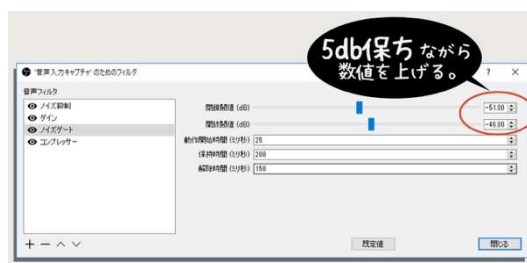 5db保ちながら
数値を上げる。
'音声入力キャプチャ' のためのフィルタ
? ×
音声フィルタ
ノイズ抑制
ゲイン
ノイズゲート
コンプレッサー
閉鎖閾値 (dB) -51.00
開放閾値 (dB) -46.00
動作開始時間 (ミリ秒) 25
保持時間 (ミリ秒) 200
解除時間 (ミリ秒) 150
既定値
閉じる